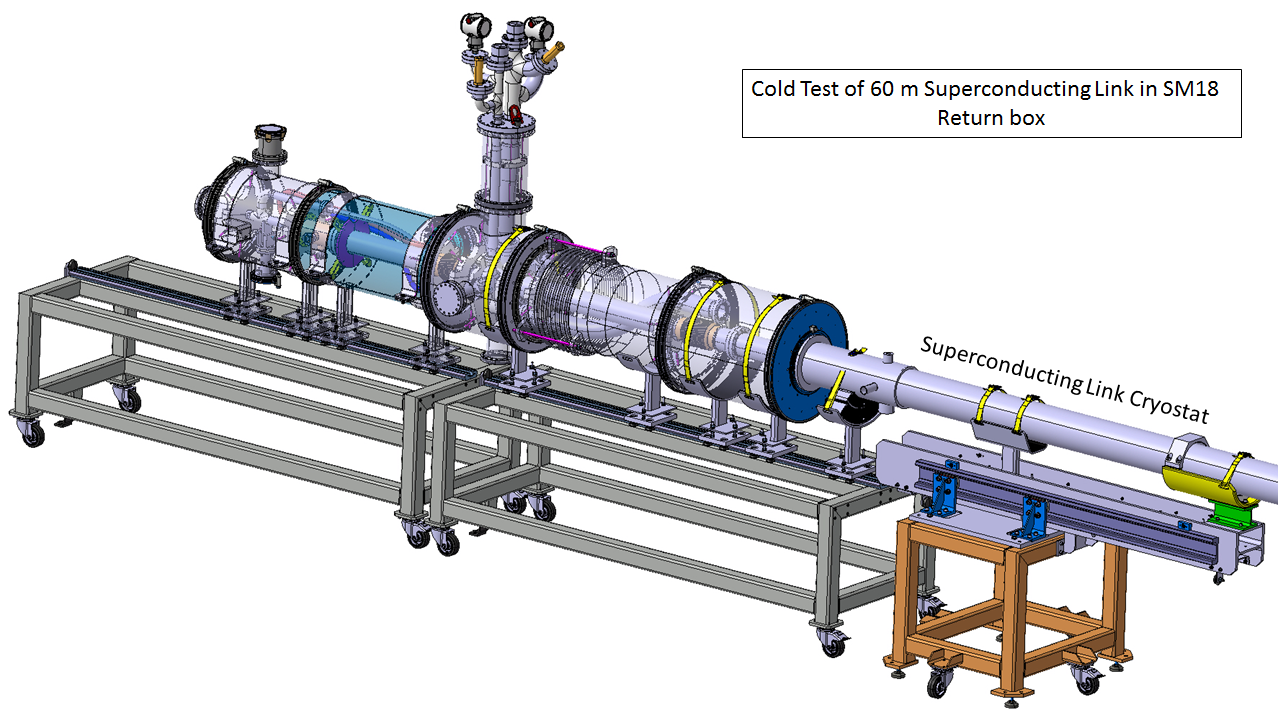 Cold Test of 60 m Superconducting Link in SM18
Return box
Superconducting Link Cryostat